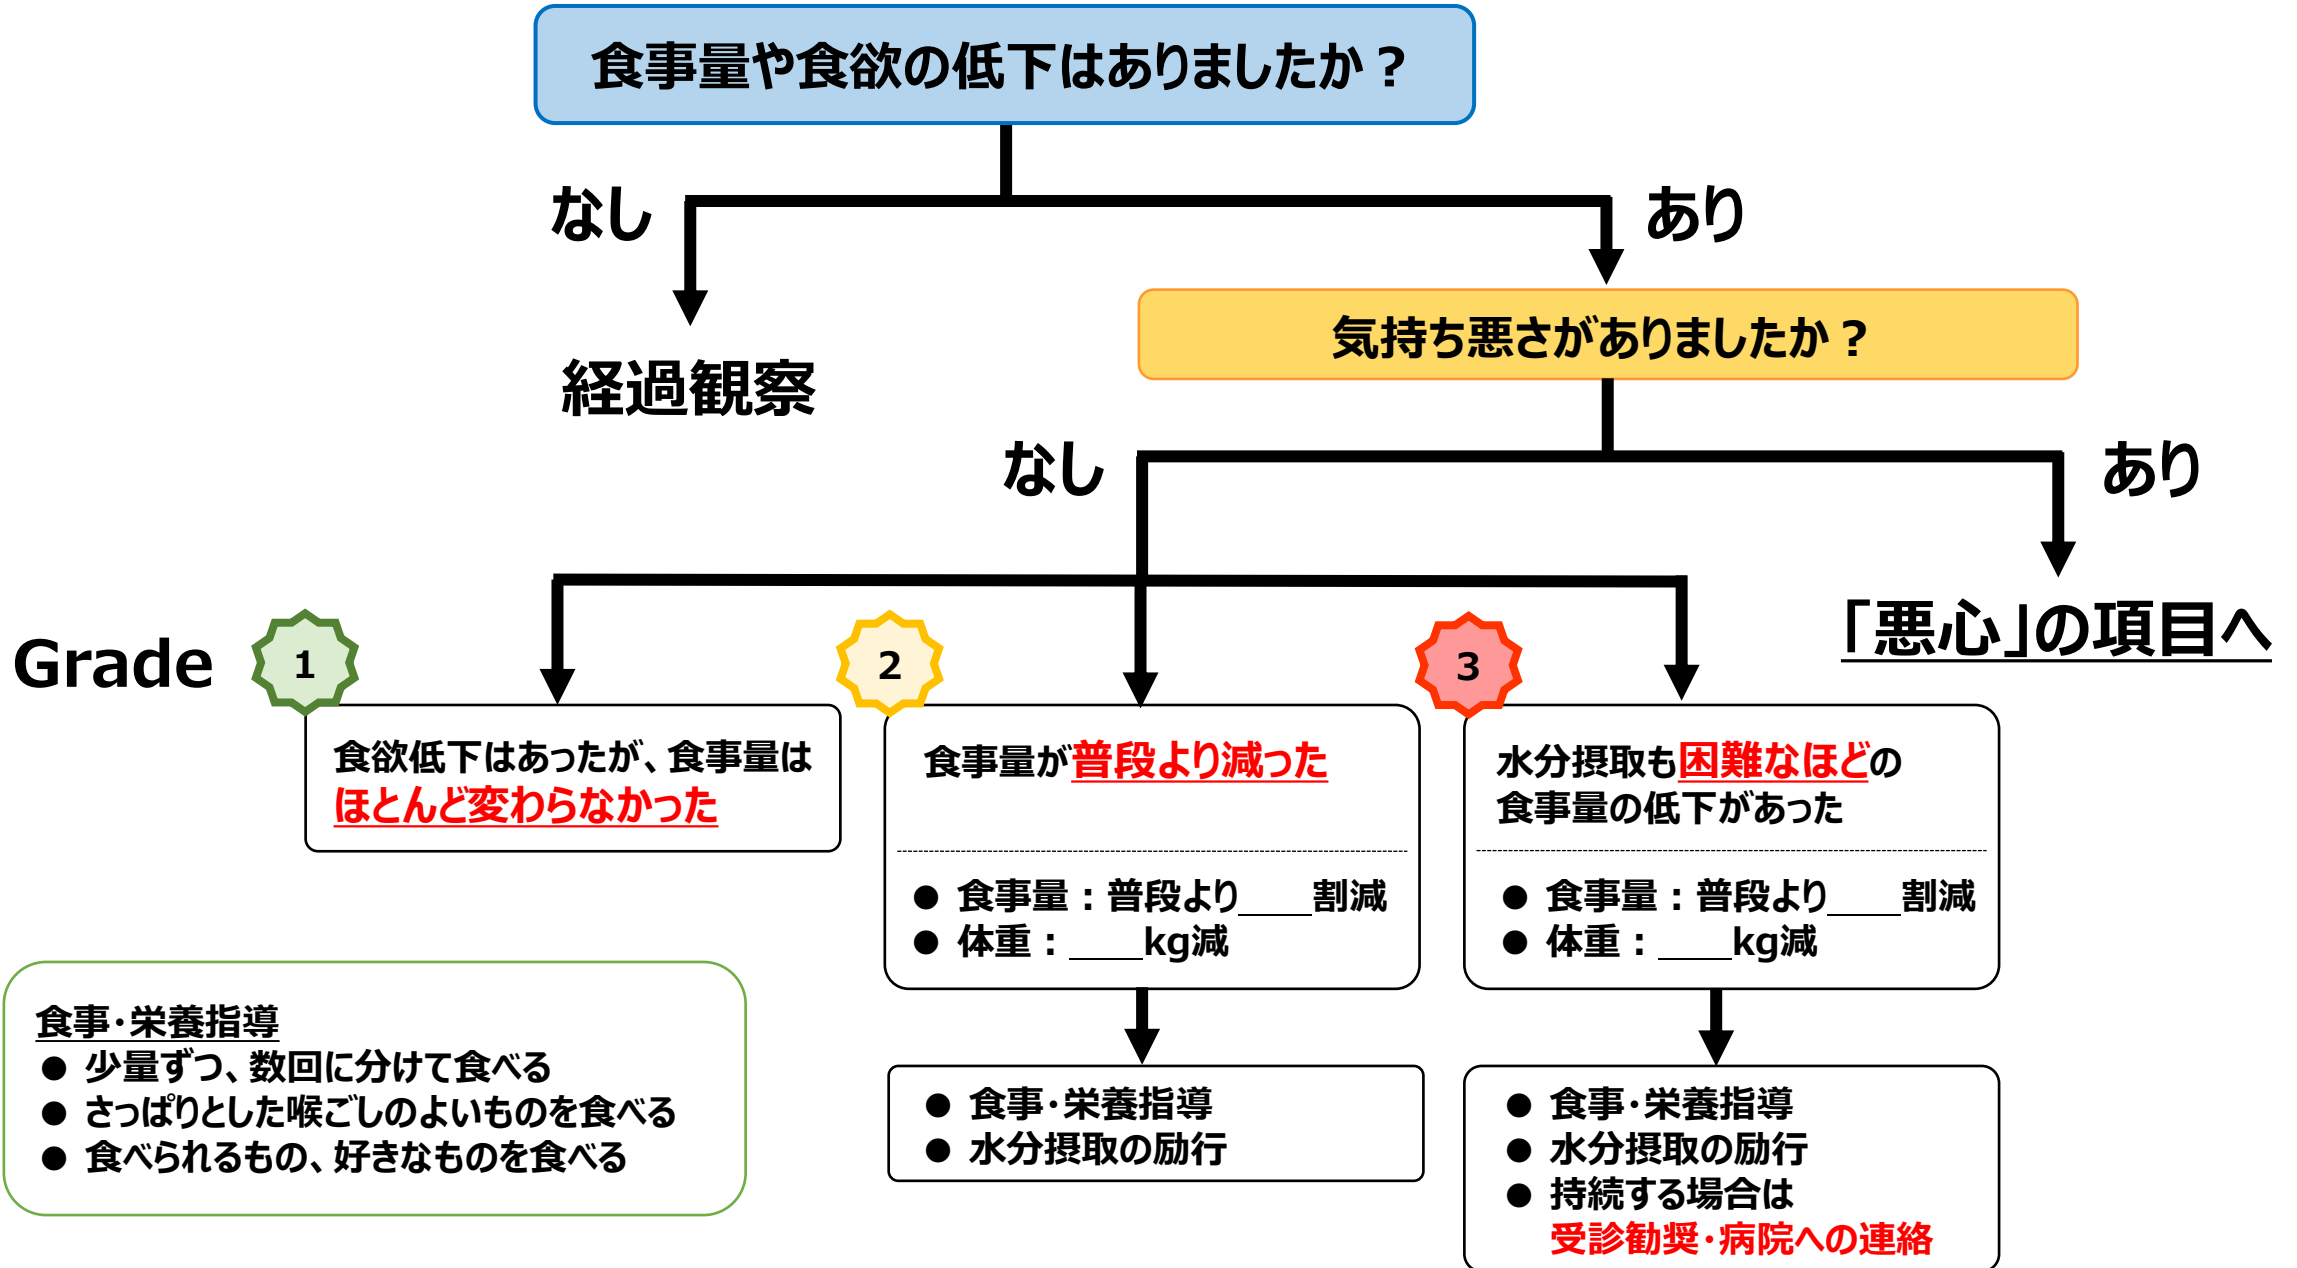 食事量や食欲の低下はありましたか？
なし
あり
経過観察
気持ち悪さがありましたか？
なし
あり
「悪心」の項目へ
Grade
1
食欲低下はあったが、食事量は
ほとんど変わらなかった
2
食事量が普段より減った
● 食事量：普段より____割減
● 体重：____kg減
3
水分摂取も困難なほどの
食事量の低下があった
● 食事量：普段より____割減
● 体重：____kg減
食事・栄養指導
● 少量ずつ、数回に分けて食べる
● さっぱりとした喉ごしのよいものを食べる
● 食べられるもの、好きなものを食べる
● 食事・栄養指導
● 水分摂取の励行
● 食事・栄養指導
● 水分摂取の励行
● 持続する場合は
受診勧奨・病院への連絡